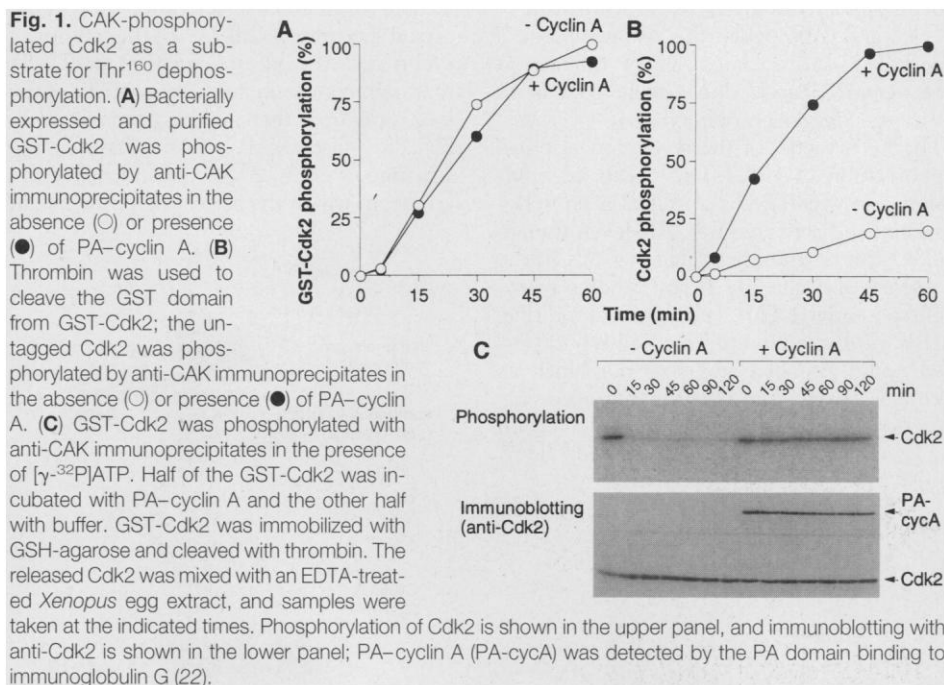 Fig. 1. CAK-phosphory-
lated Cdk2 as a sub-
strate for Thr¹⁶⁰ dephos-
phorylation. (A) Bacterially
expressed and purified
GST-Cdk2 was phos-
phorylated by anti-CAK
immunoprecipitates in the
absence (○) or presence
(●) of PA–cyclin A. (B)
Thrombin was used to
cleave the GST domain
from GST-Cdk2; the un-
tagged Cdk2 was phos-
phorylated by anti-CAK immunoprecipitates in
the absence (○) or presence (●) of PA–cyclin
A. (C) GST-Cdk2 was phosphorylated with
anti-CAK immunoprecipitates in the presence
of [γ-³²P]ATP. Half of the GST-Cdk2 was in-
cubated with PA–cyclin A and the other half
with buffer. GST-Cdk2 was immobilized with
GSH-agarose and cleaved with thrombin. The
released Cdk2 was mixed with an EDTA-treat-
ed Xenopus egg extract, and samples were
taken at the indicated times. Phosphorylation of Cdk2 is shown in the upper panel, and immunoblotting with
anti-Cdk2 is shown in the lower panel; PA–cyclin A (PA-cycA) was detected by the PA domain binding to
immunoglobulin G (22).
A
GST-Cdk2 phosphorylation (%)
100
75
50
25
0
- Cyclin A
+ Cyclin A
0 15 30 45 60
B
Cdk2 phosphorylation (%)
100
75
50
25
0
+ Cyclin A
- Cyclin A
0 15 30 45 60
Time (min)
C
- Cyclin A + Cyclin A
0 15 30 45 60 90 120 0 15 30 45 60 90 120 min
Phosphorylation
Cdk2
Immunoblotting
(anti-Cdk2)
PA-
cycA
Cdk2